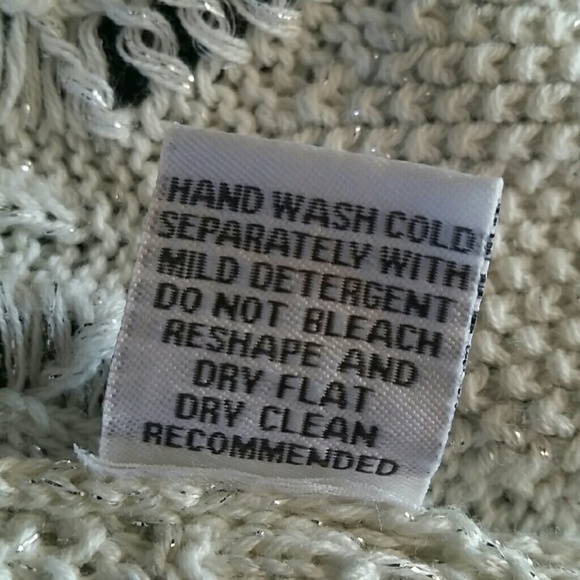 HAND WASH COLD
SEPARATELY WITH
MILD DETERGENT
DO NOT BLEACH
RESHAPE AND
DRY FLAT
DRY CLEAN
RECOMMENDED